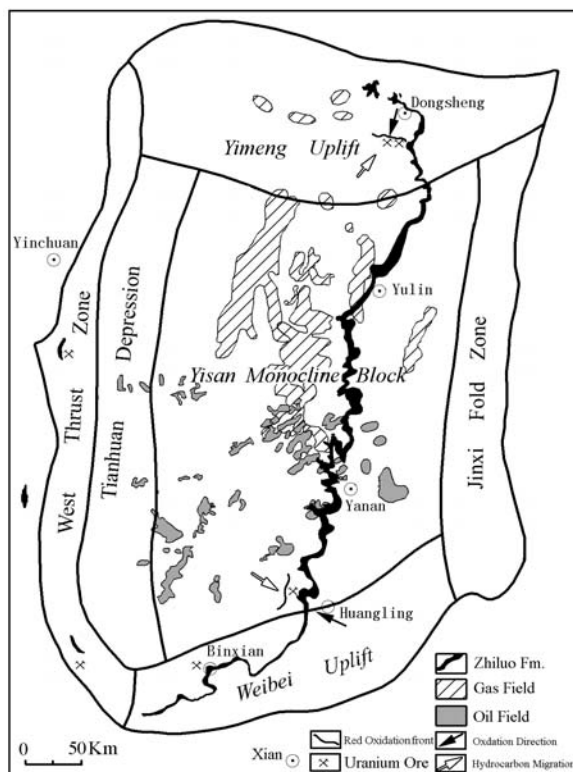 Dongsheng
Yimeng Uplift
Yinchuan
Yulin
West Thrust Zone
Tianhuan Depression
Yisan Monocline Block
Jinxi Fold Zone
Yanan
Huangling
Binxian
Weibei Uplift
Zhiluo Fm.
Gas Field
Oil Field
Red Oxidationfront
Oxdation Direction
Uranium Ore
Hydrocarbon Migration
0 50Km
Xian